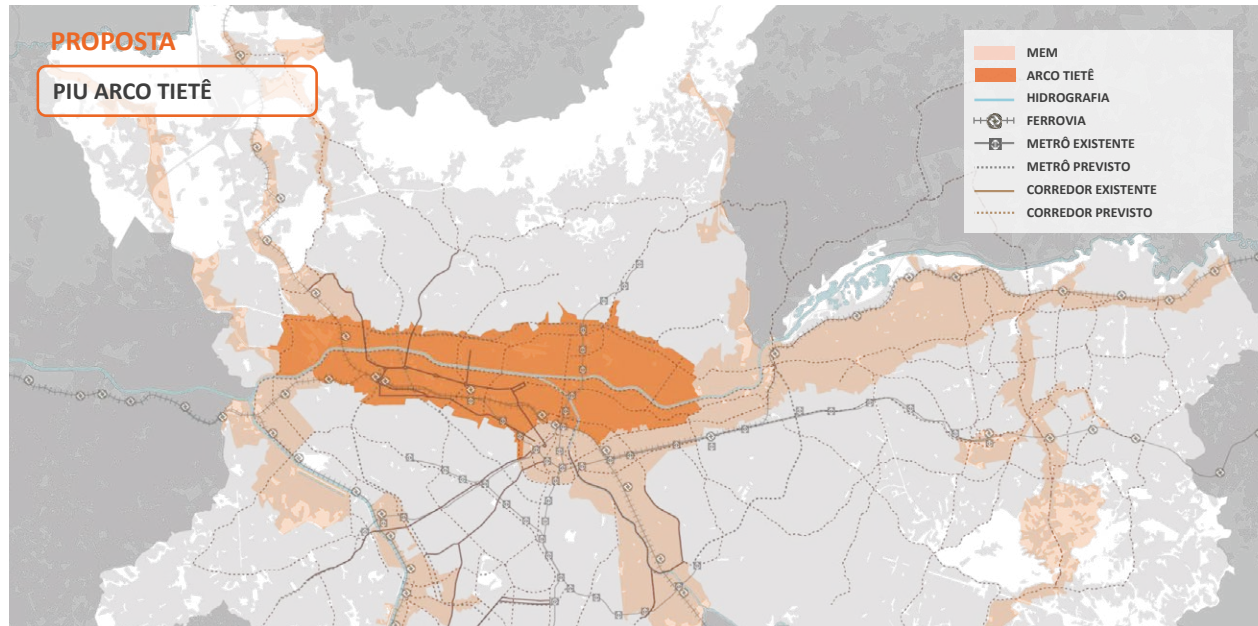 PROPOSTA
PIU ARCO TIETÊ
MEM
ARCO TIETÊ
HIDROGRAFIA
FERROVIA
METRÔ EXISTENTE
METRÔ PREVISTO
CORREDOR EXISTENTE
CORREDOR PREVISTO